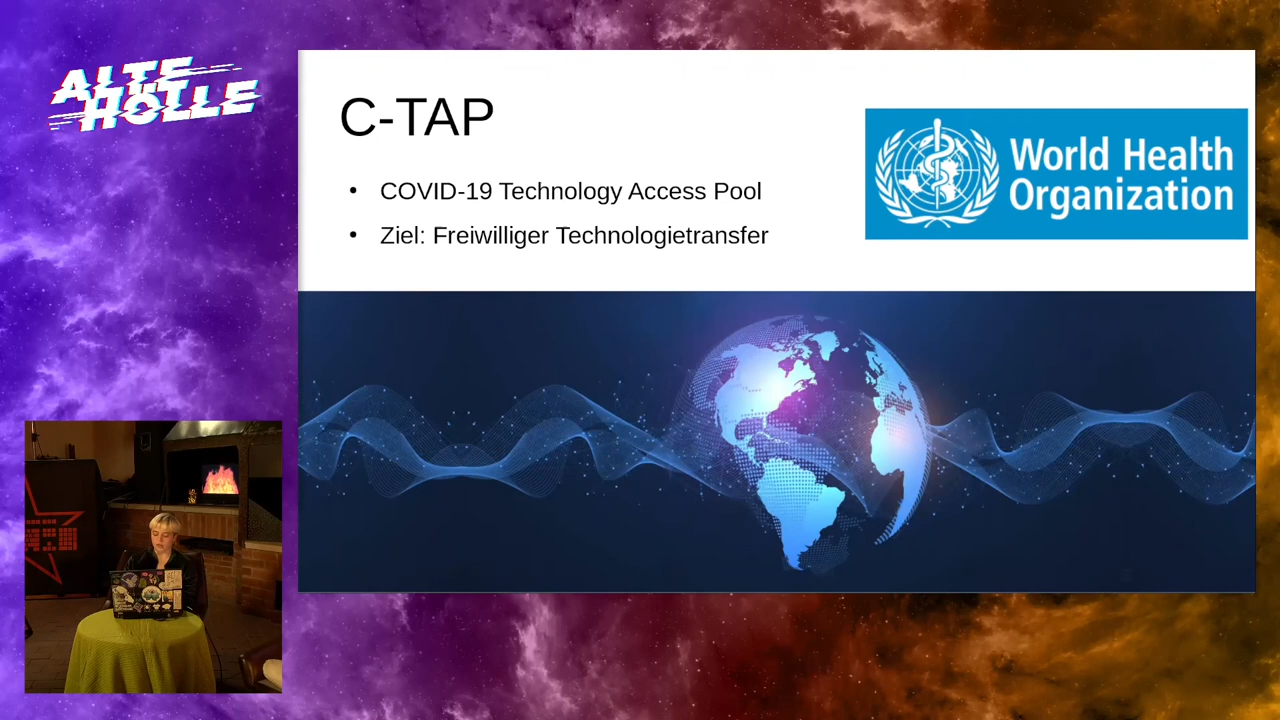 ALTE
HÖLLE
C-TAP
• COVID-19 Technology Access Pool
• Ziel: Freiwilliger Technologietransfer
World Health
Organization